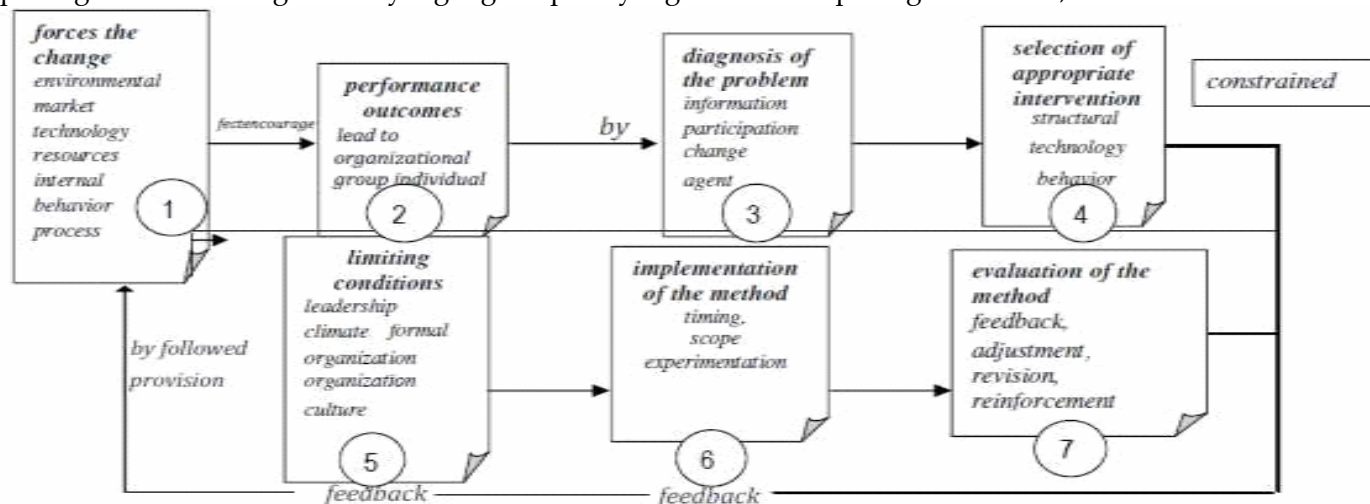 forces the
change
environmental
market
technology
resources
internal
behavior
process
1
fectencourage
performance
outcomes
lead to
organizational
group individual
2
by
diagnosis of
the problem
information
participation
change
agent
3
selection of
appropriate
intervention
structural
technology
behavior
4
constrained
by followed
provision
limiting
conditions
leadership
climate formal
organization
organization
culture
5
implementation
of the method
timing,
scope
experimentation
6
evaluation of the
method
feedback,
adjustment,
revision,
reinforcement
7
feedback
feedback